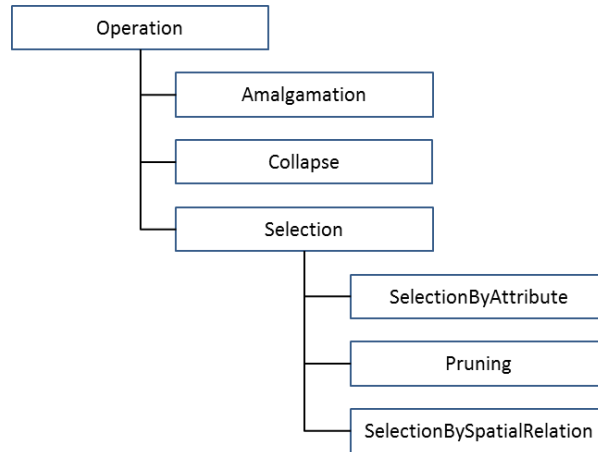 Operation
Amalgamation
Collapse
Selection
SelectionByAttribute
Pruning
SelectionBySpatialRelation